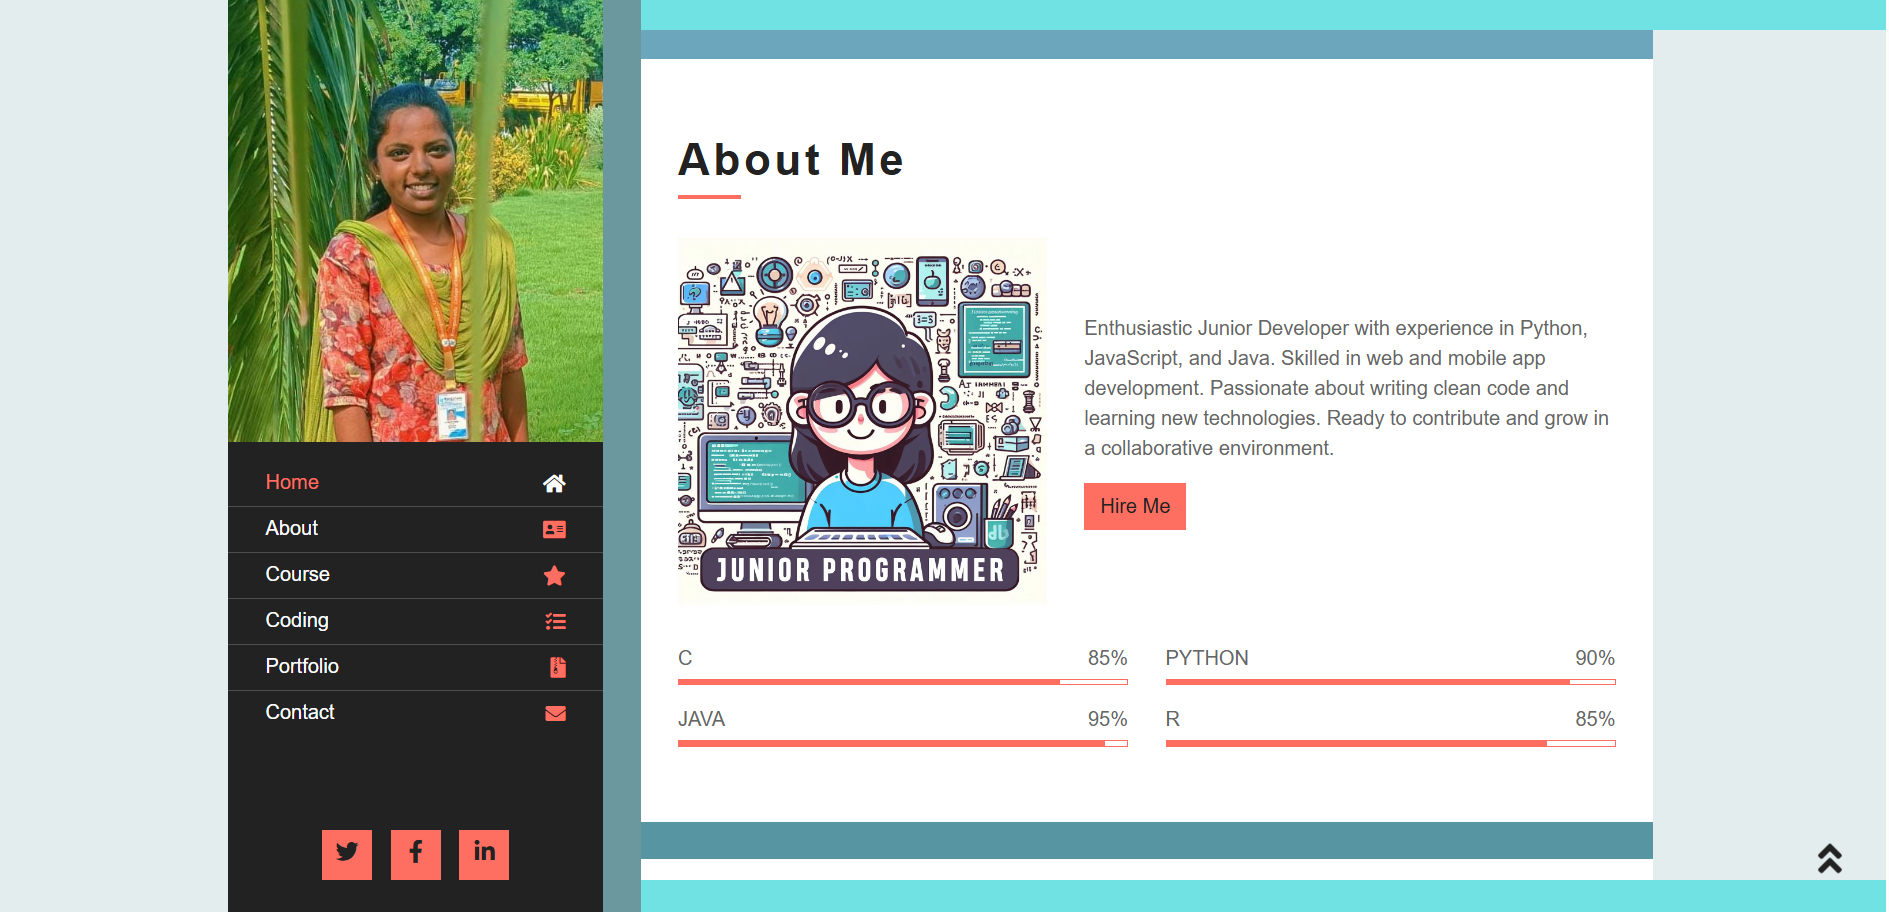 Home
About
Course
Coding
Portfolio
Contact
About Me
JUNIOR PROGRAMMER
Enthusiastic Junior Developer with experience in Python,
JavaScript, and Java. Skilled in web and mobile app
development. Passionate about writing clean code and
learning new technologies. Ready to contribute and grow in
a collaborative environment.
Hire Me
C 85%
PYTHON 90%
JAVA 95%
R 85%